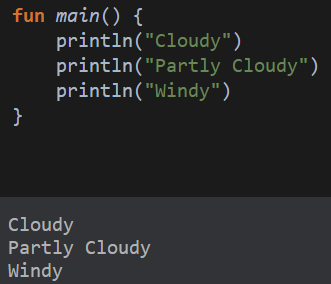 fun main() {
    println("Cloudy")
    println("Partly Cloudy")
    println("Windy")
}
Cloudy
Partly Cloudy
Windy